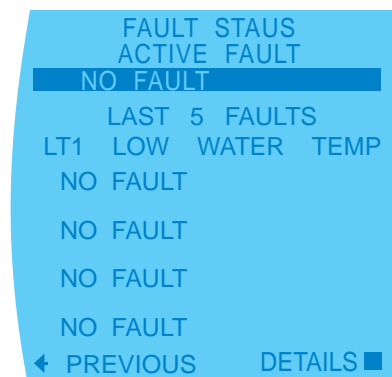 FAULT STAUS
ACTIVE FAULT
NO FAULT
LAST 5 FAULTS
LT1 LOW WATER TEMP
NO FAULT
NO FAULT
NO FAULT
NO FAULT
PREVIOUS DETAILS